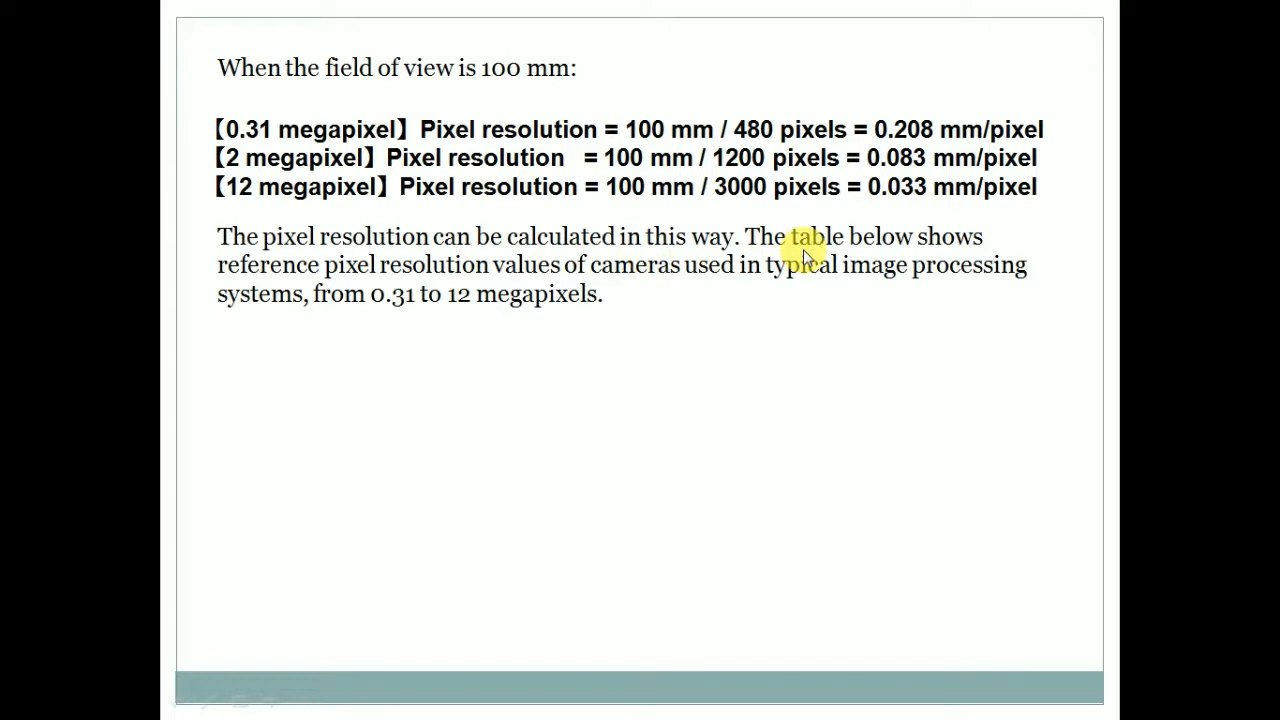 When the field of view is 100 mm:
【0.31 megapixel】Pixel resolution = 100 mm / 480 pixels = 0.208 mm/pixel
【2 megapixel】Pixel resolution = 100 mm / 1200 pixels = 0.083 mm/pixel
【12 megapixel】Pixel resolution = 100 mm / 3000 pixels = 0.033 mm/pixel
The pixel resolution can be calculated in this way. The table below shows
reference pixel resolution values of cameras used in typical image processing
systems, from 0.31 to 12 megapixels.